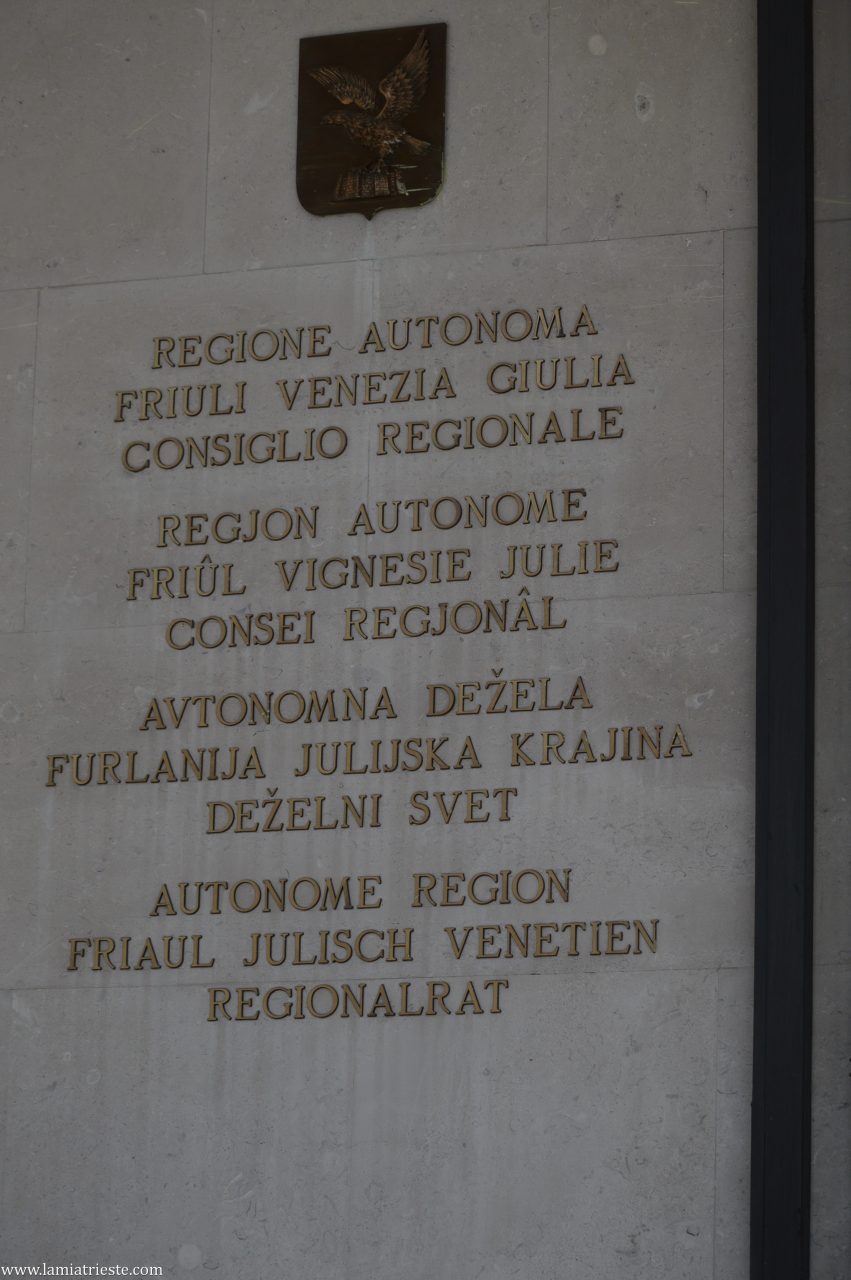 REGIONE AUTONOMA
FRIULI VENEZIA GIULIA
CONSIGLIO REGIONALE
REGJON AUTONOME
FRIÛL VIGNESIE JULIE
CONSEI REGJONÂL
AVTONOMNA DEŽELA
FURLANIJA JULIJSKA KRAJINA
DEŽELNI SVET
AUTONOME REGION
FRIAUL JULISCH VENETIEN
REGIONALRAT
www.lamiatrieste.com